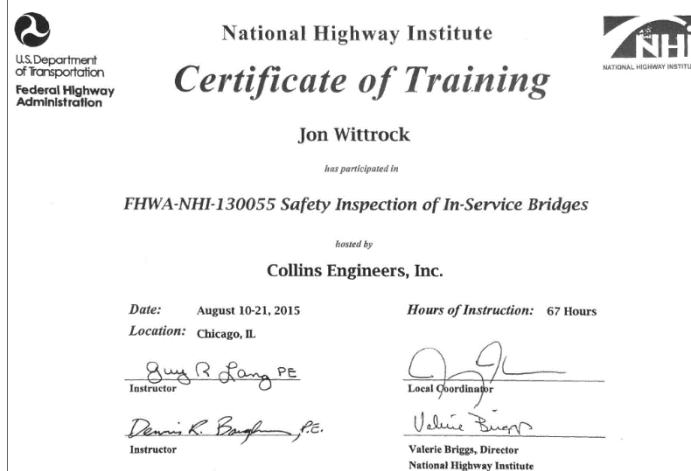 U.S. Department
of Transportation
Federal Highway
Administration
National Highway Institute
NHI
NATIONAL HIGHWAY INSTITU
Certificate of Training
Jon Wittrock
has participated in
FHWA-NHI-130055 Safety Inspection of In-Service Bridges
hosted by
Collins Engineers, Inc.
Date: August 10-21, 2015
Hours of Instruction: 67 Hours
Location: Chicago, IL
Guy R Lang PE
Instructor
Local Coordinator
Dennis R. Baughn, P.E.
Instructor
Valerie Briggs
Valerie Briggs, Director
National Highway Institute